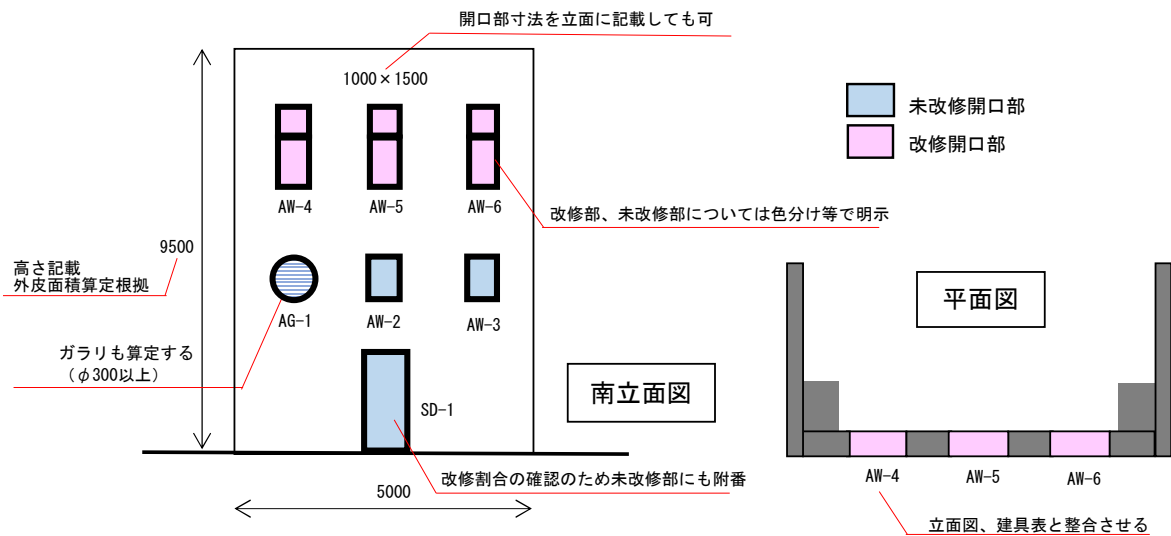 開口部寸法を立面に記載しても可
1000×1500
未改修開口部
改修開口部
AW-4
AW-5
AW-6
改修部、未改修部については色分け等で明示
9500
高さ記載
外皮面積算定根拠
平面図
AG-1
AW-2
AW-3
ガラリも算定する
(φ300以上)
南立面図
SD-1
改修割合の確認のため未改修部にも附番
5000
AW-4
AW-5
AW-6
立面図、建具表と整合させる